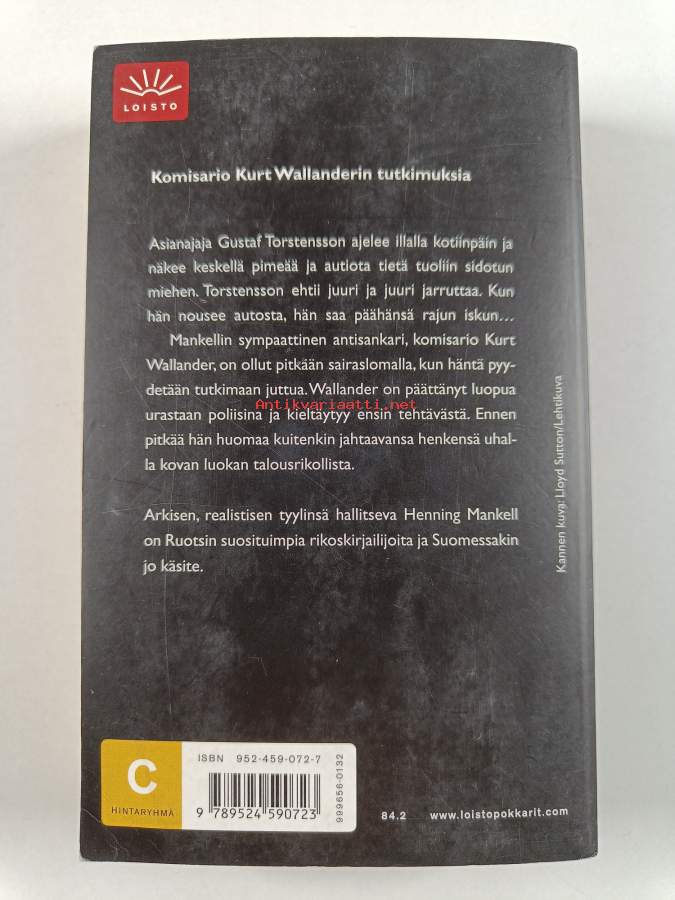 LOISTO
Komisario Kurt Wallanderin tutkimuksia
Asianajaja Gustaf Torstensson ajelee illalla kotiinpäin ja
näkee keskellä pimeää ja autiota tietä tuoliin sidotun
miehen. Torstensson ehtii juuri ja juuri jarruttaa. Kun
hän nousee autosta, hän saa päähänsä rajun iskun...
Mankellin sympaattinen antisankari, komisario Kurt
Wallander, on ollut pitkään sairaslomalla, kun häntä pyy-
detään tutkimaan juttua. Wallander on päättänyt luopua
Antikvariaatti.net
urastaan poliisina ja kieltäytyy ensin tehtävästä. Ennen
pitkää hän huomaa kuitenkin jahtaavansa henkensä uhal-
la kovan luokan talousrikollista.
Arkisen, realistisen tyylinsä hallitseva Henning Mankell
on Ruotsin suosituimpia rikoskirjailijoita ja Suomessakin
jo käsite.
Kannen kuva: Lloyd Sutton/Lehtikuva
C
HINTARYHMÄ
ISBN 952-459-072-7
9 789524 590723
999656-0132
84.2 www.loistopokkarit.com